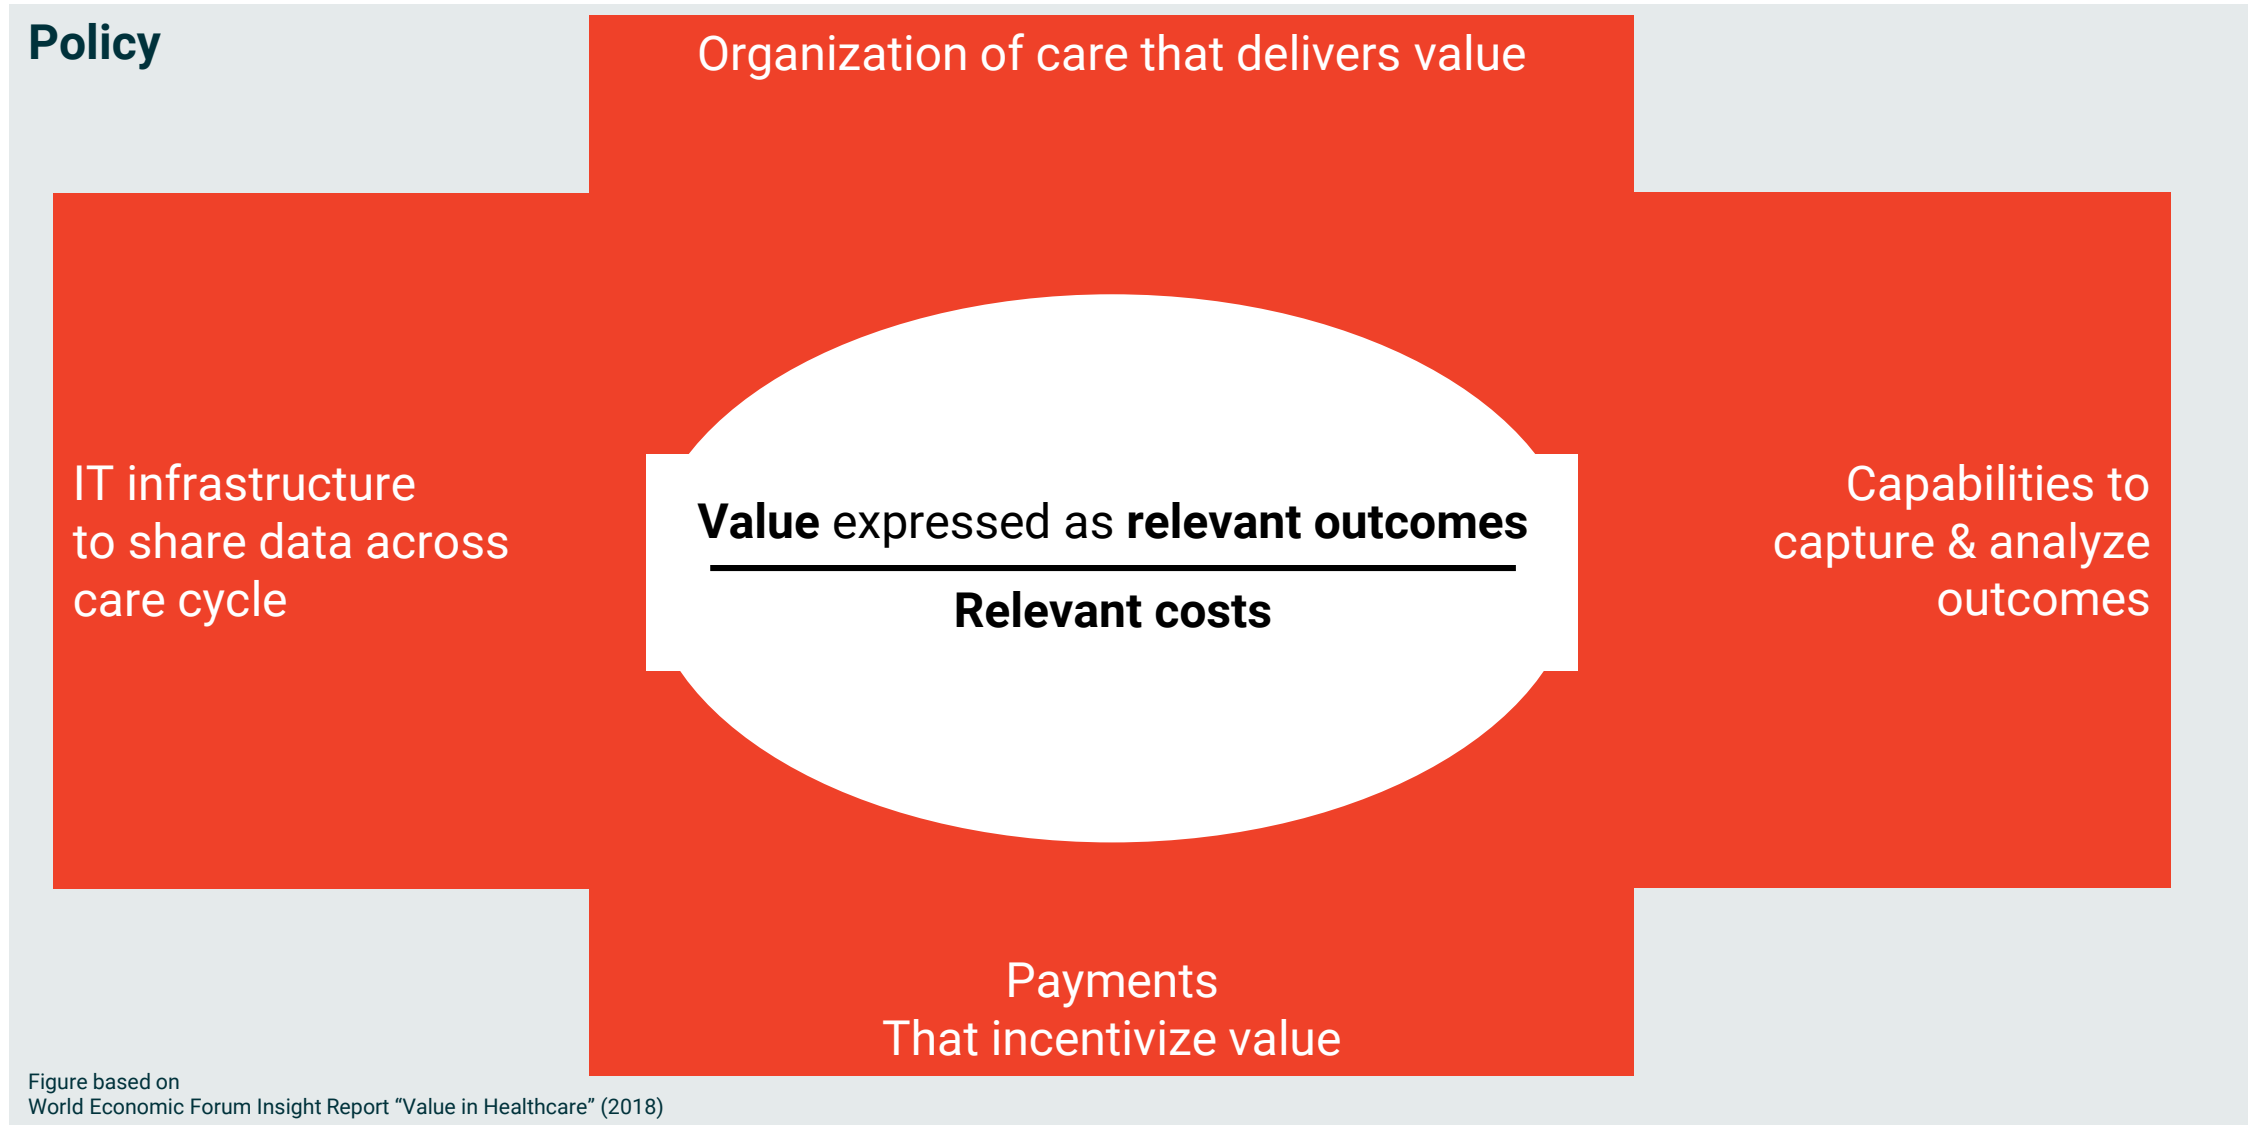 Policy
Organization of care that delivers value
IT infrastructure
to share data across
care cycle
Value expressed as relevant outcomes
Relevant costs
Capabilities to
capture & analyze
outcomes
Payments
That incentivize value
Figure based on
World Economic Forum Insight Report “Value in Healthcare” (2018)